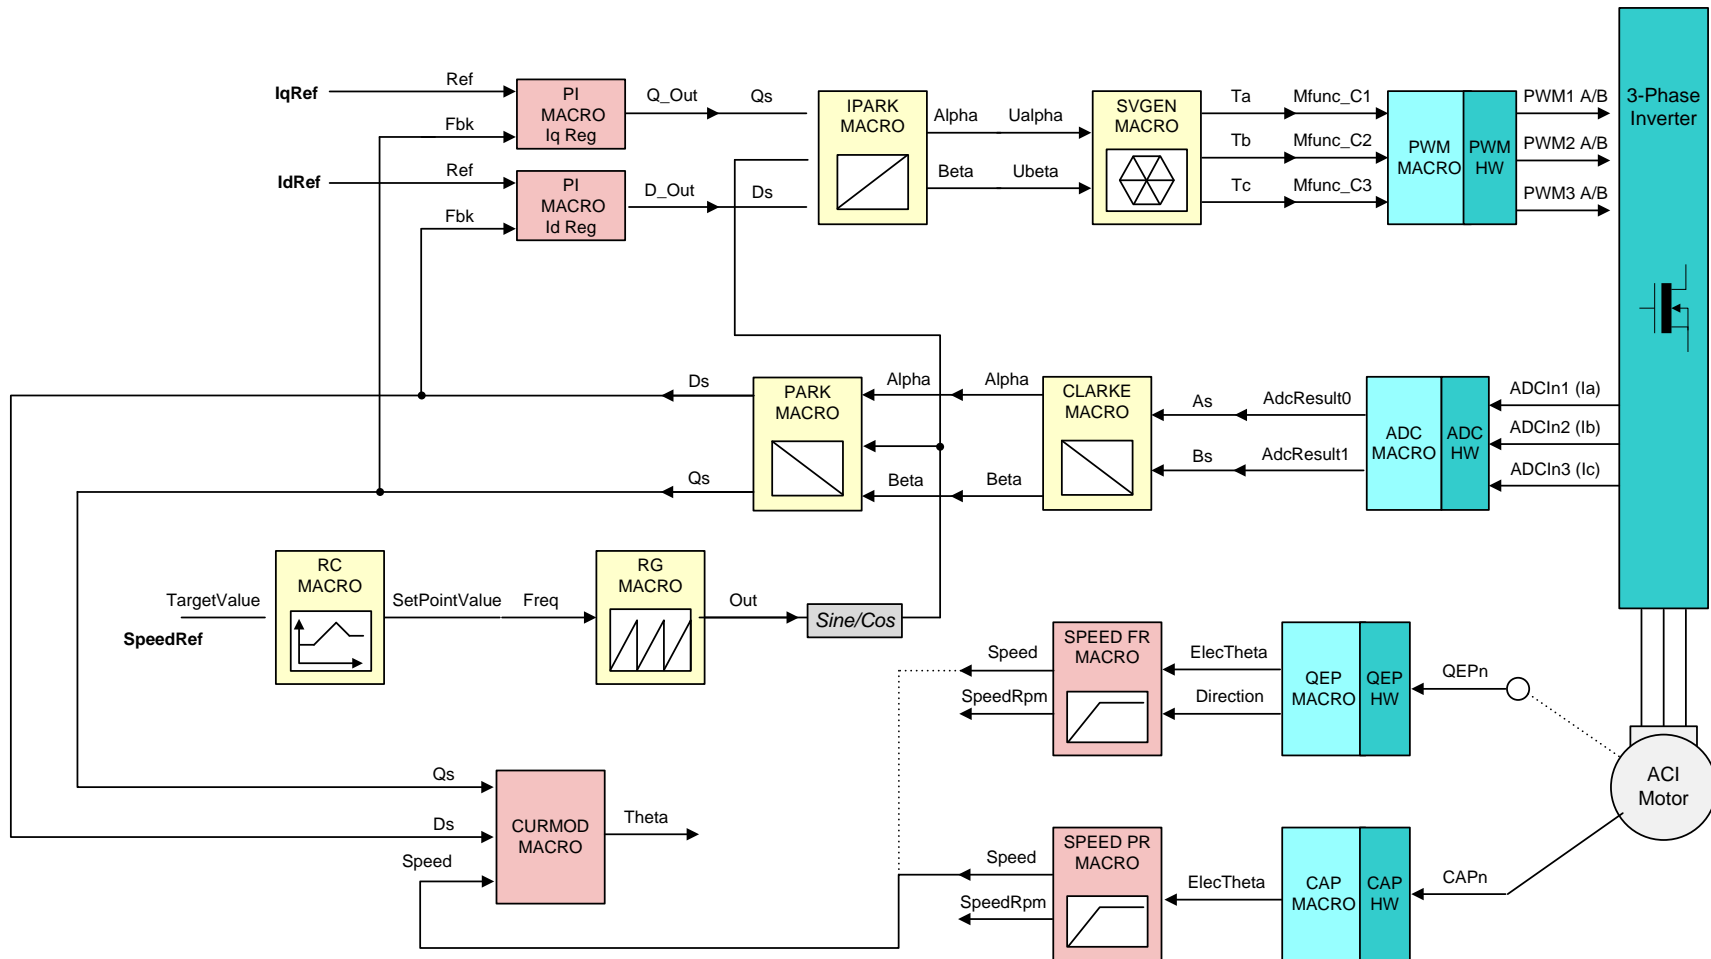 IqRef
Ref
Fbk
PI
MACRO
Iq Reg
Q_Out
Qs
IdRef
Ref
Fbk
PI
MACRO
Id Reg
D_Out
Ds
IPARK
MACRO
Alpha
Ualpha
Beta
Ubeta
SVGEN
MACRO
Ta
Mfunc_C1
Tb
Mfunc_C2
Tc
Mfunc_C3
PWM
MACRO
PWM
HW
PWM1 A/B
PWM2 A/B
PWM3 A/B
3-Phase
Inverter
Ds
Qs
PARK
MACRO
Alpha
Alpha
Beta
Beta
CLARKE
MACRO
As
AdcResult0
Bs
AdcResult1
ADC
MACRO
ADC
HW
ADCIn1 (Ia)
ADCIn2 (Ib)
ADCIn3 (Ic)
TargetValue
SpeedRef
RC
MACRO
SetPointValue
Freq
RG
MACRO
Out
Sine/Cos
Speed
SpeedRpm
SPEED FR
MACRO
ElecTheta
Direction
QEP
MACRO
QEP
HW
QEPn
ACI
Motor
Qs
Ds
Speed
CURMOD
MACRO
Theta
Speed
SpeedRpm
SPEED PR
MACRO
ElecTheta
CAP
MACRO
CAP
HW
CAPn